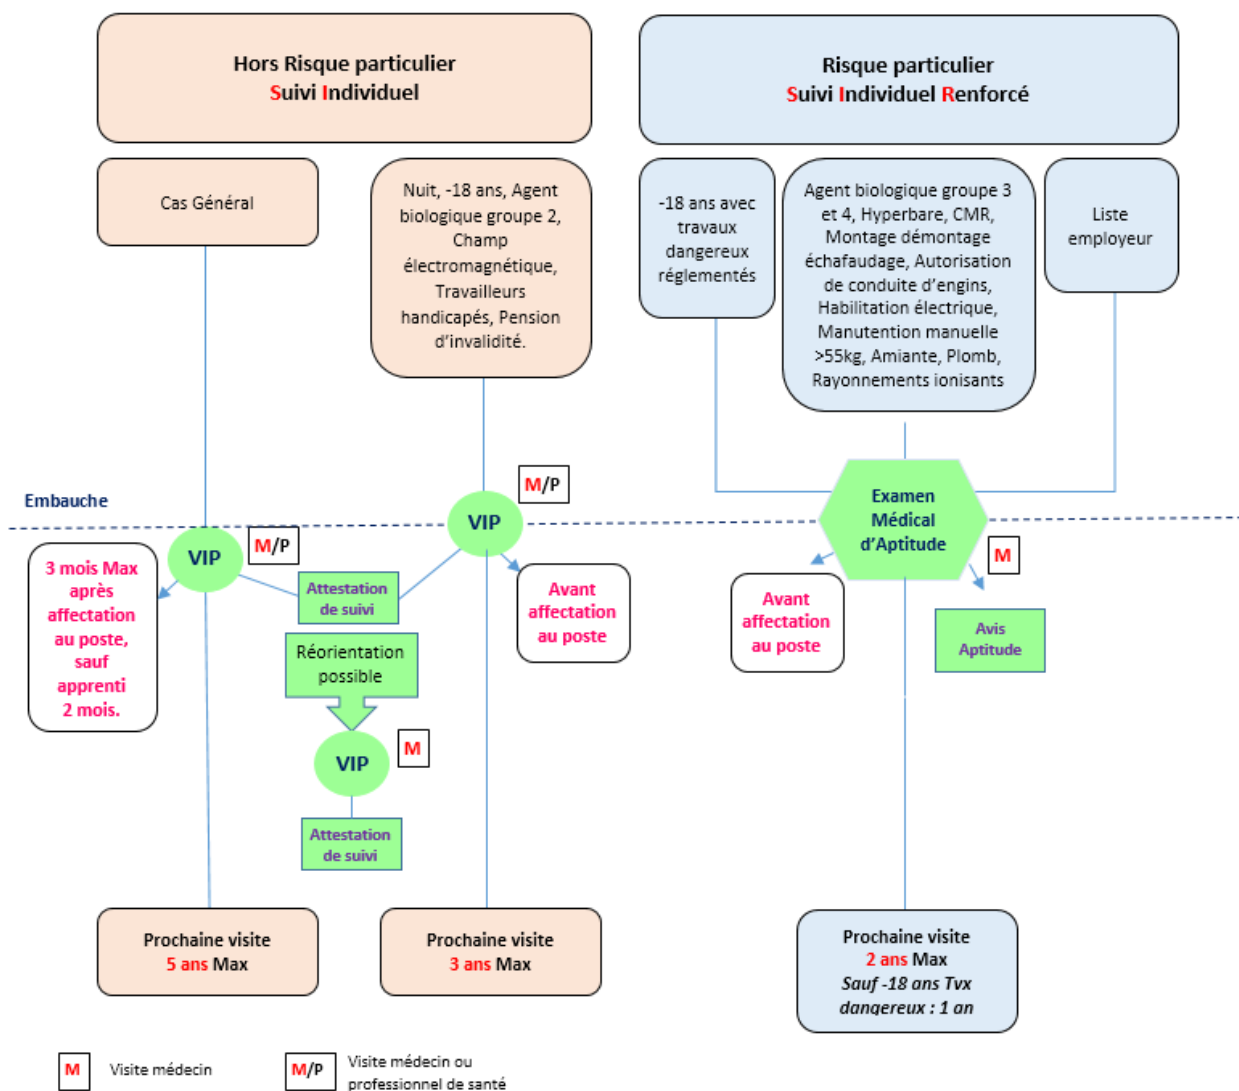 Hors Risque particulier
Suivi Individuel
Risque particulier
Suivi Individuel Renforcé
Cas Général
Nuit, -18 ans, Agent
biologique groupe 2,
Champ
électromagnétique,
Travailleurs
handicapés, Pension
d'invalidité.
-18 ans avec
travaux
dangereux
réglementés
Agent biologique groupe 3
et 4, Hyperbare, CMR,
Montage démontage
échafaudage, Autorisation
de conduite d'engins,
Habilitation électrique,
Manutention manuelle
>55kg, Amiante, Plomb,
Rayonnements ionisants
Liste
employeur
Embauche
VIP
M/P
VIP
M/P
Examen
Médical
d'Aptitude
M
3 mois Max
après
affectation
au poste,
sauf
apprenti
2 mois.
Attestation
de suivi
Avant
affectation
au poste
Avant
affectation
au poste
Avis
Aptitude
Réorientation
possible
VIP
M
Attestation
de suivi
Prochaine visite
5 ans Max
Prochaine visite
3 ans Max
Prochaine visite
2 ans Max
Sauf -18 ans Tvx
dangereux : 1 an
M
Visite médecin
M/P
Visite médecin ou
professionnel de santé